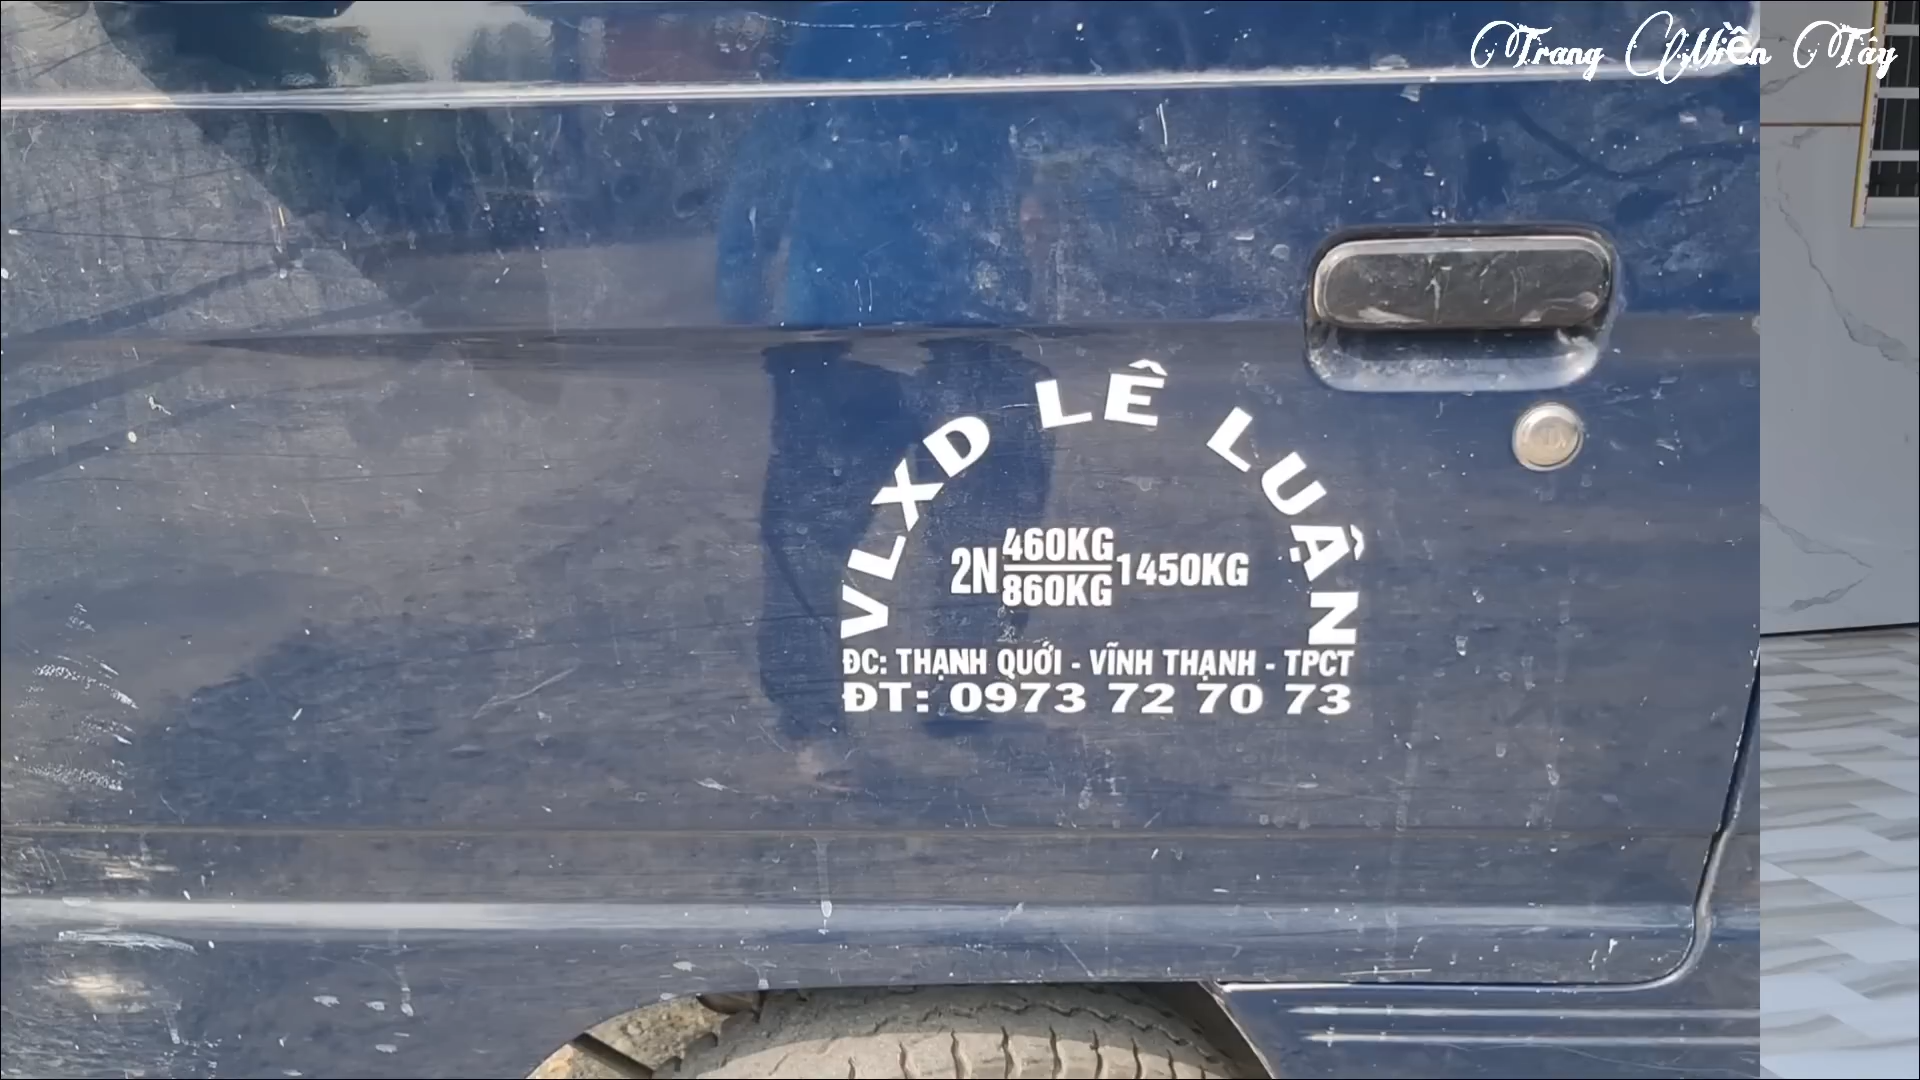 Trang Miền Tây
VLXD LÊ LUẬN
2N 460KG 1450KG
860KG
ĐC: THẠNH QUỚI - VĨNH THẠNH - TPCT
ĐT: 0973 72 70 73